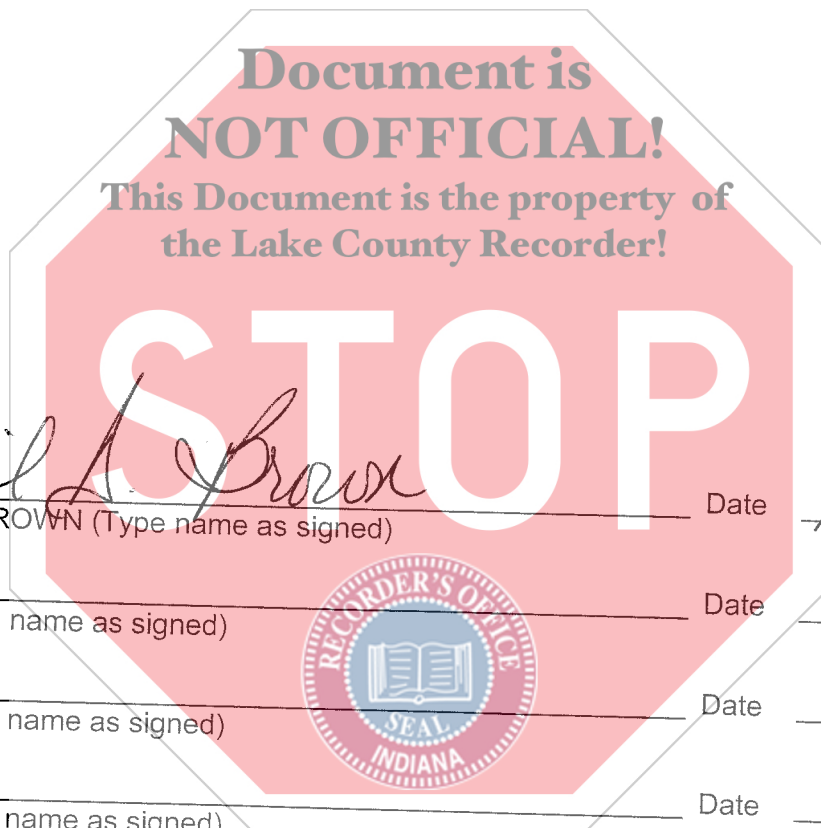 Document is
NOT OFFICIAL!
This Document is the property of
the Lake County Recorder!
STOP
S. Brown
Date
ROWN (Type name as signed)
Date
name as signed)
RECORDER'S OFFICE
SEAL
INDIANA
Date
name as signed)
Date
name as signed)